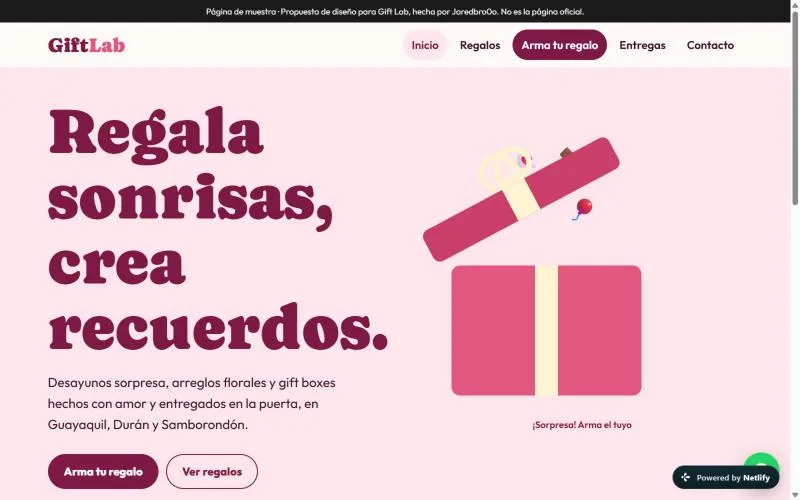 Página de muestra · Propuesta de diseño para Gift Lab, hecha por Jaredbro0o. No es la página oficial.
GiftLab
Inicio
Regalos
Arma tu regalo
Entregas
Contacto
Regala
sonrisas,
crea
recuerdos.
Desayunos sorpresa, arreglos florales y gift boxes
hechos con amor y entregados en la puerta, en
Guayaquil, Durán y Samborondón.
¡Sorpresa! Arma el tuyo
Arma tu regalo
Ver regalos
Powered by Netlify